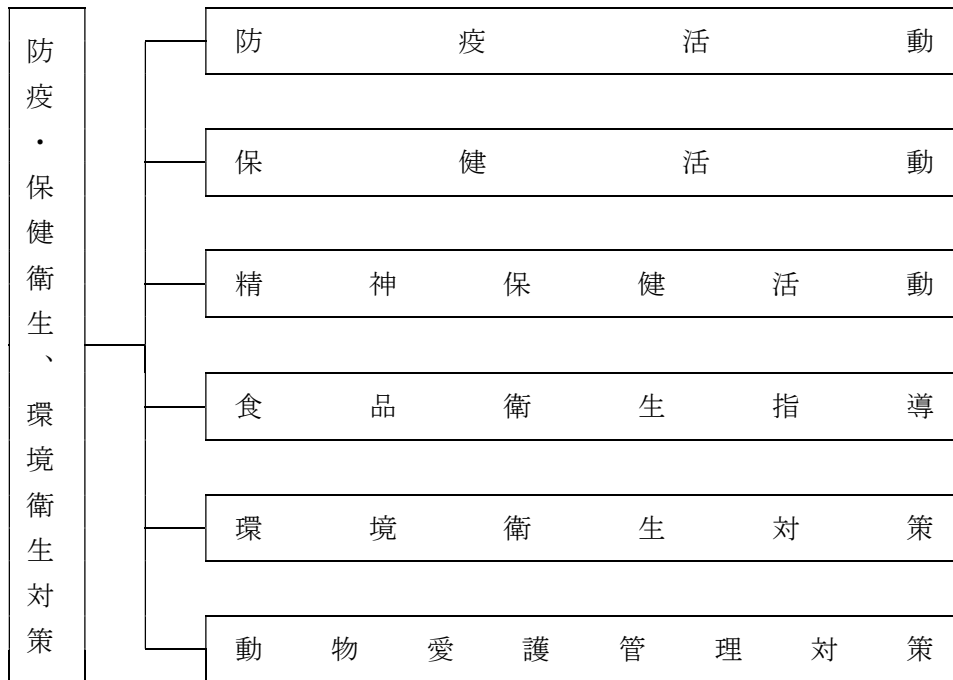 防疫・保健衛生、環境衛生対策
防疫活動
保健活動
精神保健活動
食品衛生指導
環境衛生対策
動物愛護管理対策